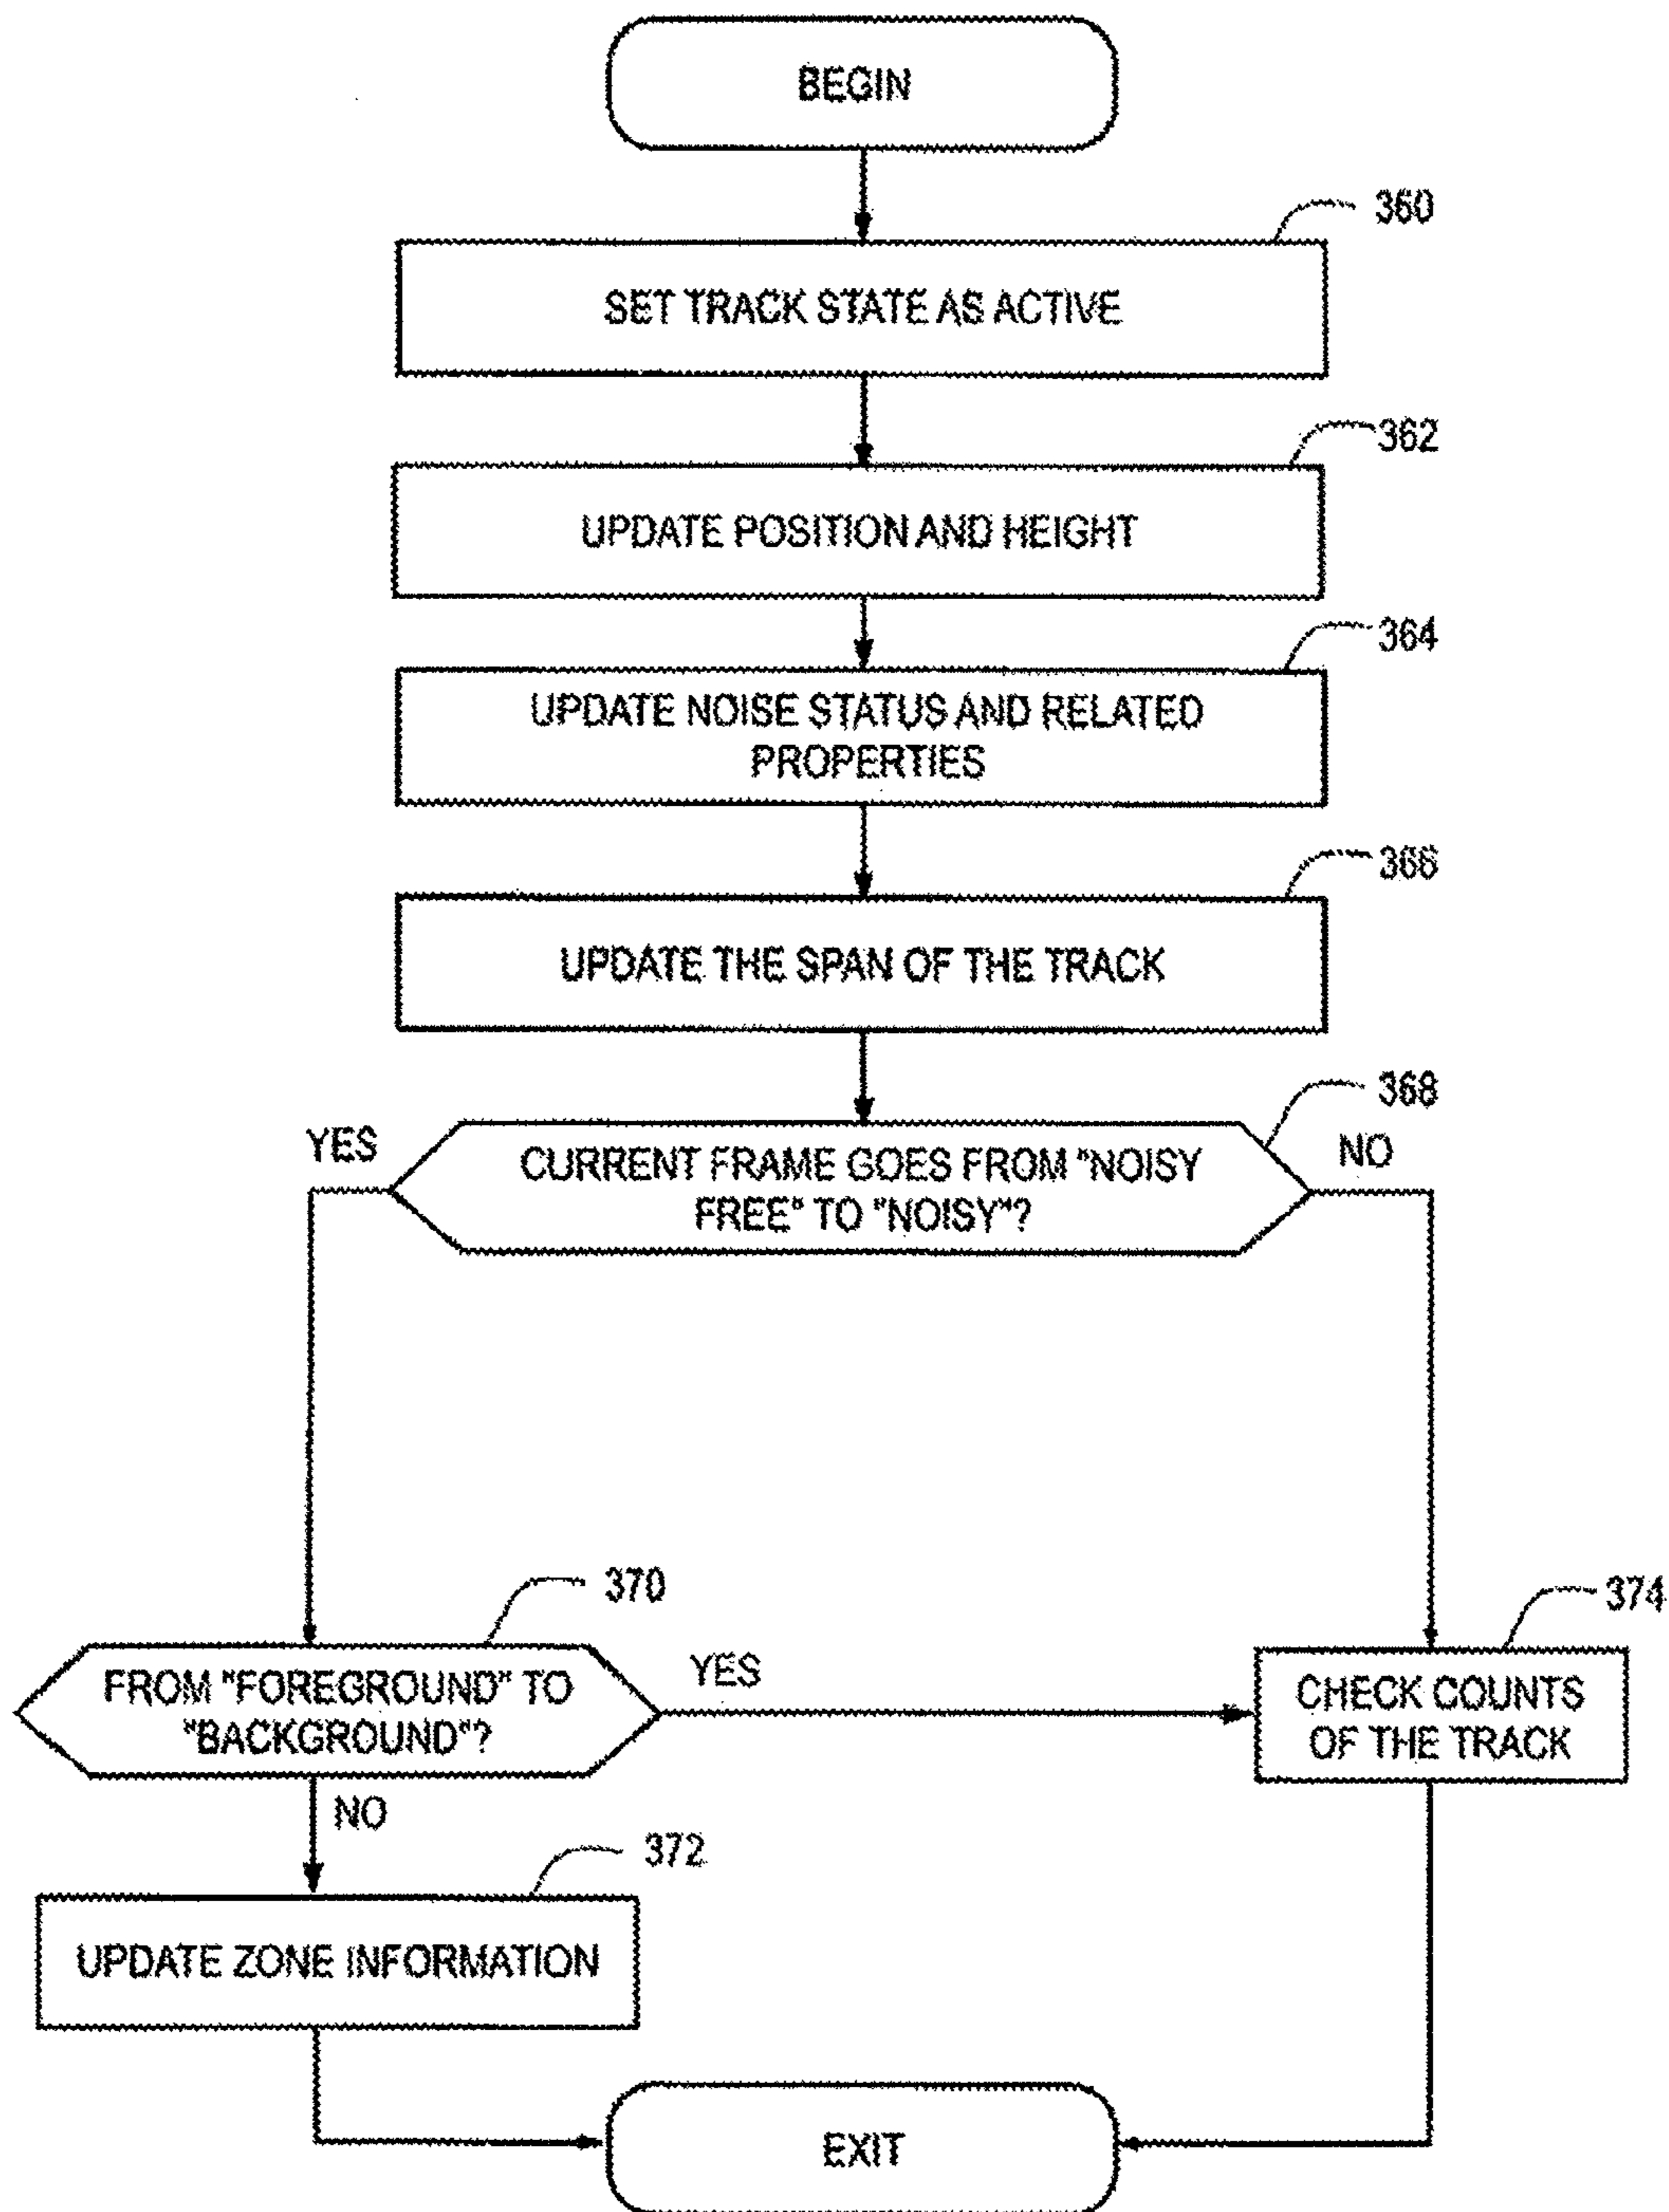 BEGIN
360
SET TRACK STATE AS ACTIVE
362
UPDATE POSITION AND HEIGHT
364
UPDATE NOISE STATUS AND RELATED
PROPERTIES
366
UPDATE THE SPAN OF THE TRACK
368
YES
CURRENT FRAME GOES FROM "NOISY
FREE" TO "NOISY"?
NO
370
374
FROM "FOREGROUND" TO
"BACKGROUND"?
YES
CHECK COUNTS
OF THE TRACK
NO
372
UPDATE ZONE INFORMATION
EXIT